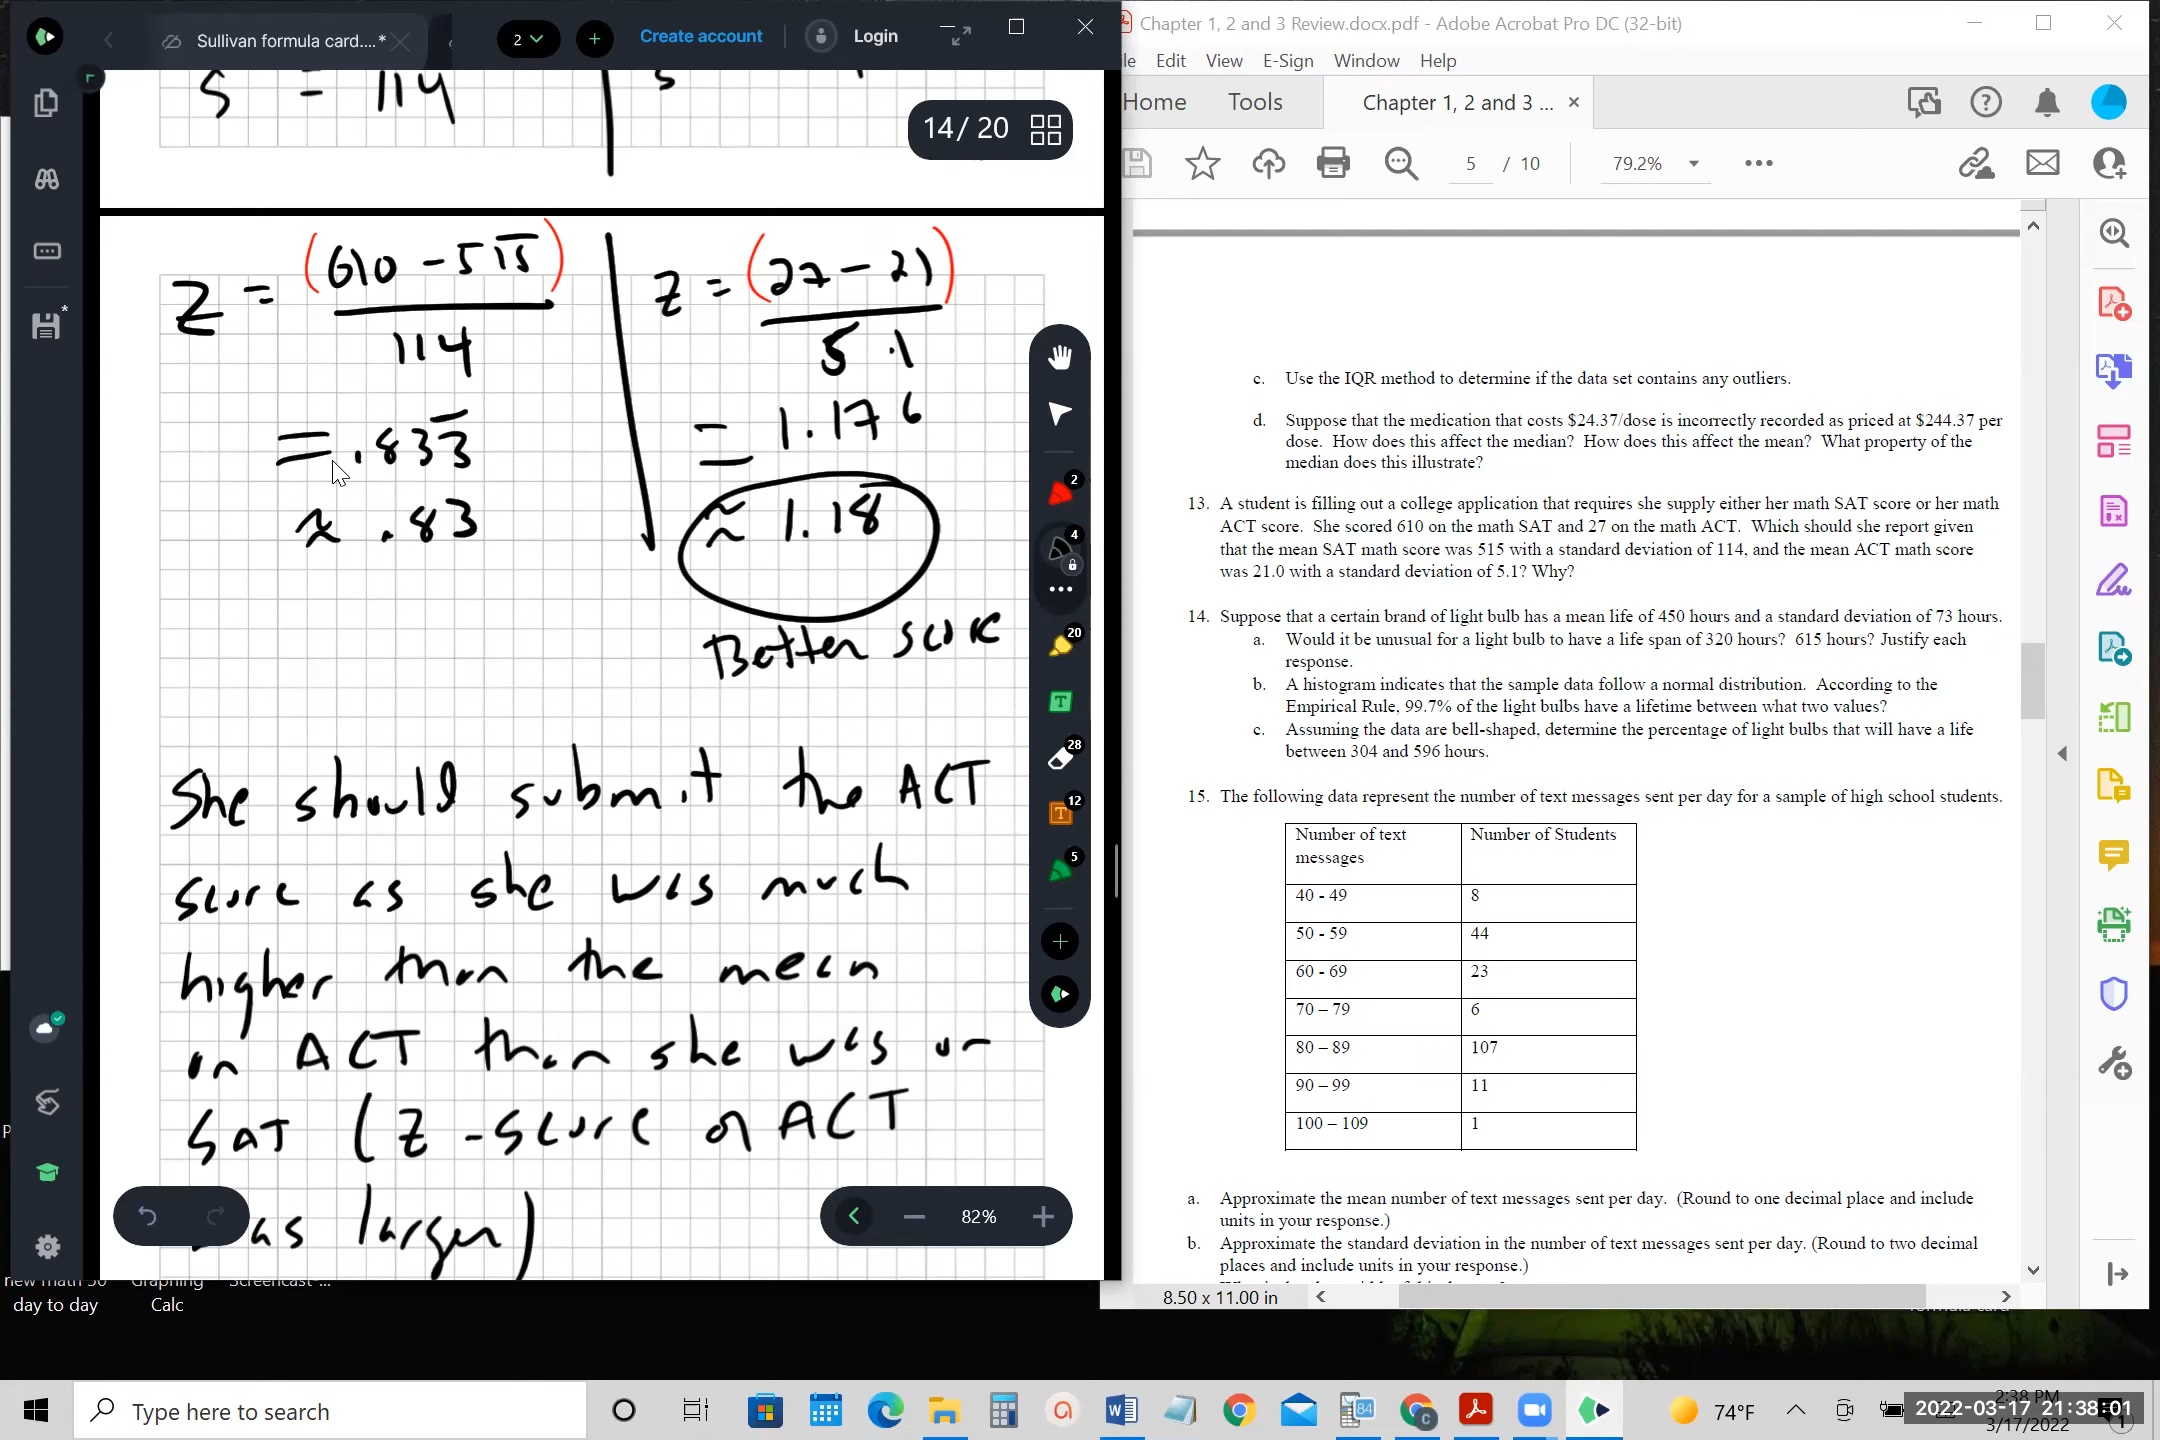 Sullivan formula card....*
2
Create account
Login
S = 114
s
14/ 20
Z = (610 - 515)
114
= .833
≈ .83
z = (27 - 21)
5.1
= 1.176
≈ 1.18
Better score
She should submit the ACT
score as she was much
higher than the mean
on ACT than she was on
SAT (Z-score of ACT
as larger)
2
4
20
28
12
5
82%
new math 50
day to day
Graphing
Calc
Screencast-...
Chapter 1, 2 and 3 Review.docx.pdf - Adobe Acrobat Pro DC (32-bit)
Edit View E-Sign Window Help
Home Tools Chapter 1, 2 and 3 ... ×
5 / 10 79.2%
c. Use the IQR method to determine if the data set contains any outliers.
d. Suppose that the medication that costs $24.37/dose is incorrectly recorded as priced at $244.37 per
dose. How does this affect the median? How does this affect the mean? What property of the
median does this illustrate?
13. A student is filling out a college application that requires she supply either her math SAT score or her math
ACT score. She scored 610 on the math SAT and 27 on the math ACT. Which should she report given
that the mean SAT math score was 515 with a standard deviation of 114, and the mean ACT math score
was 21.0 with a standard deviation of 5.1? Why?
14. Suppose that a certain brand of light bulb has a mean life of 450 hours and a standard deviation of 73 hours.
a. Would it be unusual for a light bulb to have a life span of 320 hours? 615 hours? Justify each
response.
b. A histogram indicates that the sample data follow a normal distribution. According to the
Empirical Rule, 99.7% of the light bulbs have a lifetime between what two values?
c. Assuming the data are bell-shaped, determine the percentage of light bulbs that will have a life
between 304 and 596 hours.
15. The following data represent the number of text messages sent per day for a sample of high school students.
Number of text messages Number of Students
40 - 49 8
50 - 59 44
60 - 69 23
70 – 79 6
80 – 89 107
90 – 99 11
100 – 109 1
a. Approximate the mean number of text messages sent per day. (Round to one decimal place and include
units in your response.)
b. Approximate the standard deviation in the number of text messages sent per day. (Round to two decimal
places and include units in your response.)
8.50 x 11.00 in
Type here to search
84
74°F
2:38 PM
2022-03-17 21:38:01
3/17/2022
1